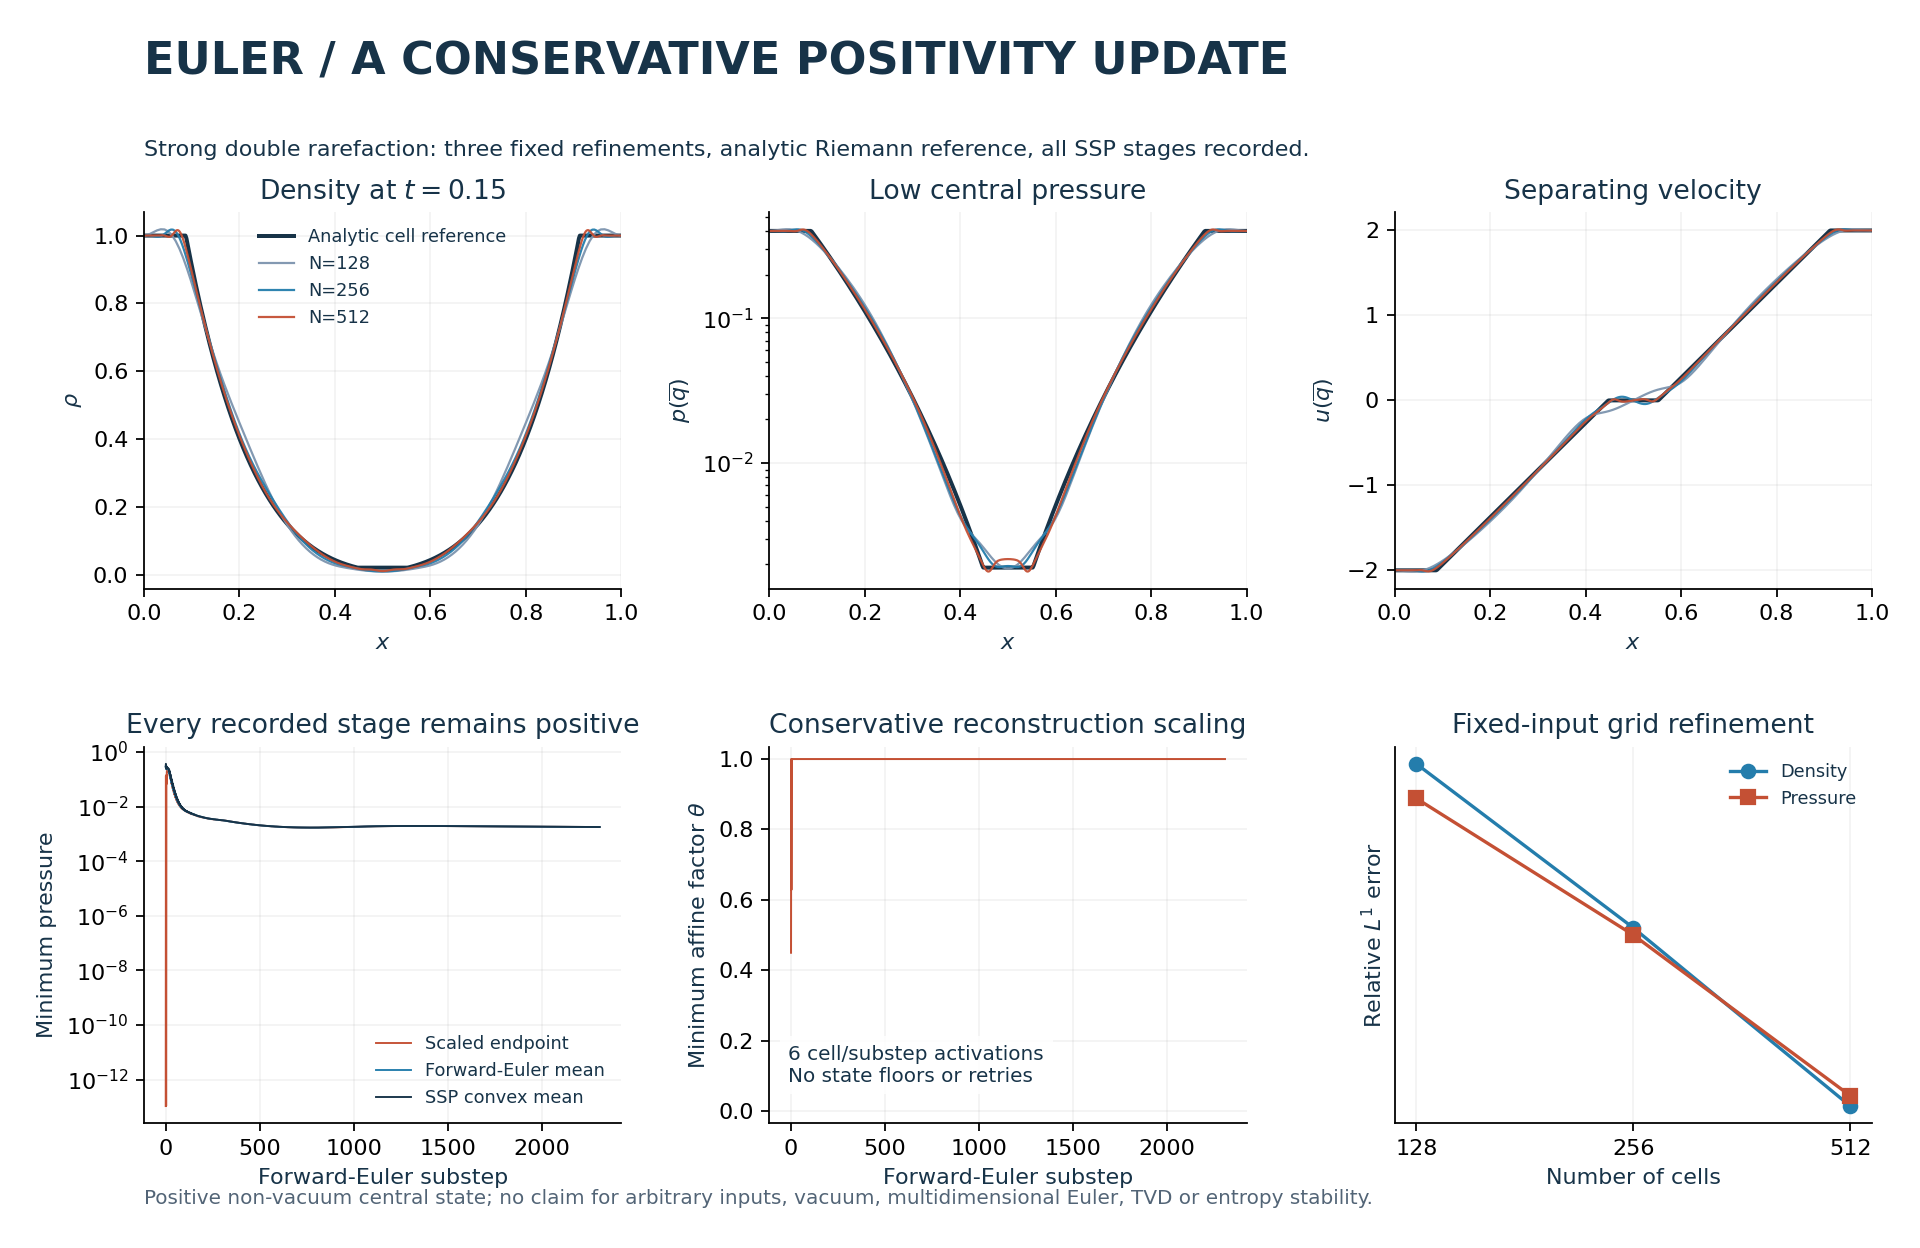 EULER / A CONSERVATIVE POSITIVITY UPDATE
Strong double rarefaction: three fixed refinements, analytic Riemann reference, all SSP stages recorded.
Density at t = 0.15
1.0
0.8
0.6
0.4
0.2
0.0
ρ
Analytic cell reference
N=128
N=256
N=512
0.0 0.2 0.4 0.6 0.8 1.0
x
Low central pressure
10⁻¹
10⁻²
p(q̅)
0.0 0.2 0.4 0.6 0.8 1.0
x
Separating velocity
2
1
0
−1
−2
u(q̅)
0.0 0.2 0.4 0.6 0.8 1.0
x
Every recorded stage remains positive
10⁰
10⁻²
10⁻⁴
10⁻⁶
10⁻⁸
10⁻¹⁰
10⁻¹²
Minimum pressure
Scaled endpoint
Forward-Euler mean
SSP convex mean
0 500 1000 1500 2000
Forward-Euler substep
Conservative reconstruction scaling
1.0
0.8
0.6
0.4
0.2
0.0
Minimum affine factor θ
6 cell/substep activations
No state floors or retries
0 500 1000 1500 2000
Forward-Euler substep
Fixed-input grid refinement
Relative L¹ error
Density
Pressure
128 256 512
Number of cells
Positive non-vacuum central state; no claim for arbitrary inputs, vacuum, multidimensional Euler, TVD or entropy stability.